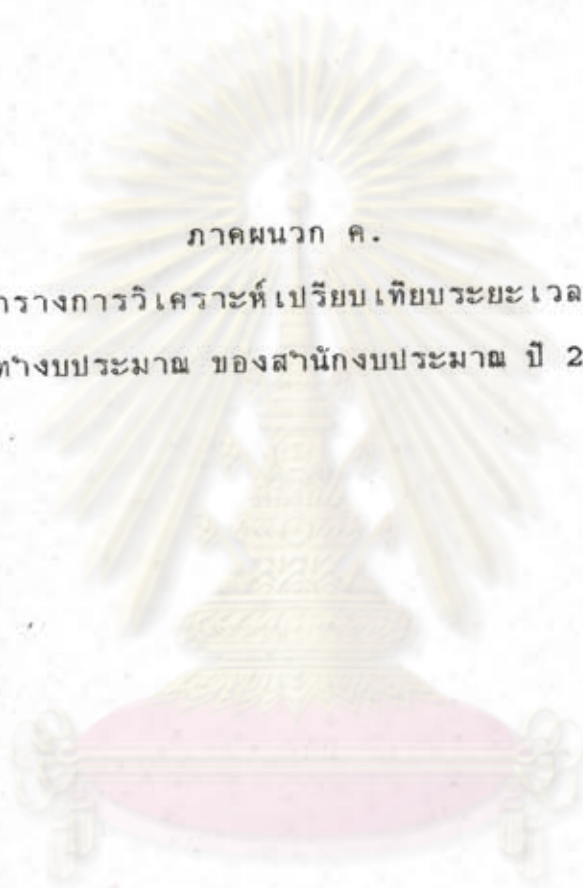 ภาคผนวก ค.
ารางการวิเคราะห์เปรียบเทียบระยะเวล
ทำงบประมาณ ของสำนักงบประมาณ ปี 2